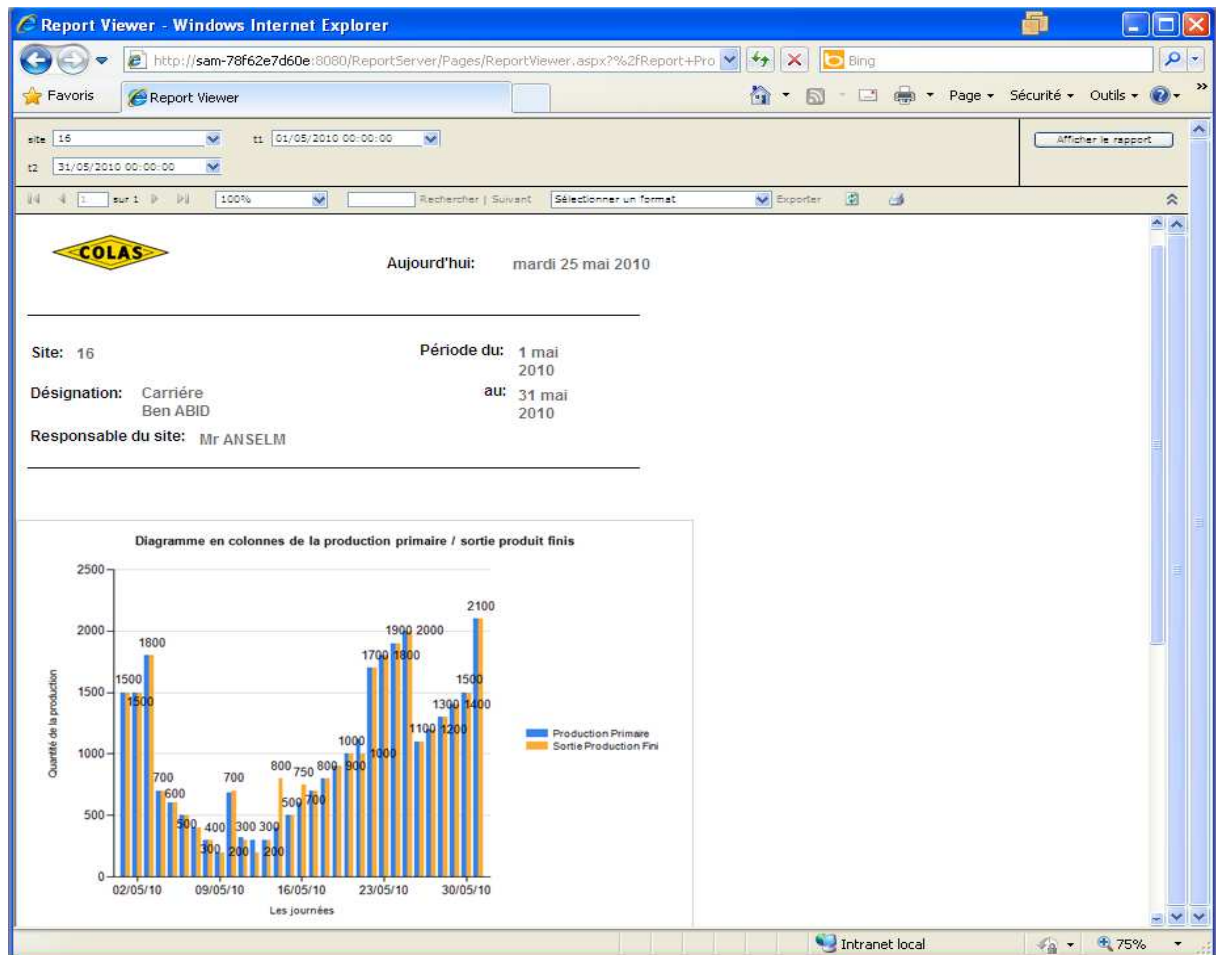 Report Viewer - Windows Internet Explorer
http://sam-78f62e7d60e:8080/ReportServer/Pages/ReportViewer.aspx?%2fReport+Pro
Bing
Favoris Report Viewer Page Sécurité Outils »
site 16 t1 01/05/2010 00:00:00 Afficher le rapport
t2 31/05/2010 00:00:00
1 sur 1 100% Rechercher | Suivant Sélectionner un format Exporter
COLAS
Aujourd'hui: mardi 25 mai 2010
Site: 16 Période du: 1 mai
2010
Désignation: Carriére au: 31 mai
Ben ABID 2010
Responsable du site: Mr ANSELM
Diagramme en colonnes de la production primaire / sortie produit finis
2500
2100
2000 1900 2000
1800
1700 1800
1500 1500 1500
1500
1300 1400
1100 1200
1000 1000 1000
700 700 800 750 800 900
600
500 500 700
500 400 300 300
300 200 200
0
02/05/10 09/05/10 16/05/10 23/05/10 30/05/10
Les journées
Quantité de la production
Production Primaire
Sortie Production Fini
Intranet local 75%